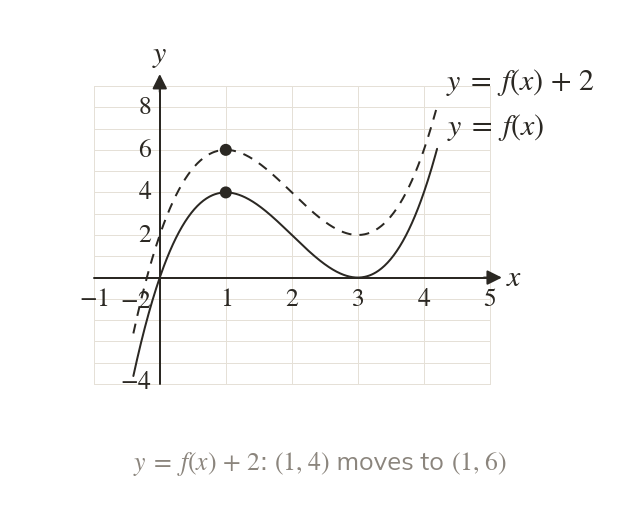 y
y = f(x) + 2
8
y = f(x)
6
4
2
x
−1 −2 1 2 3 4 5
−4
y = f(x) + 2: (1, 4) moves to (1, 6)